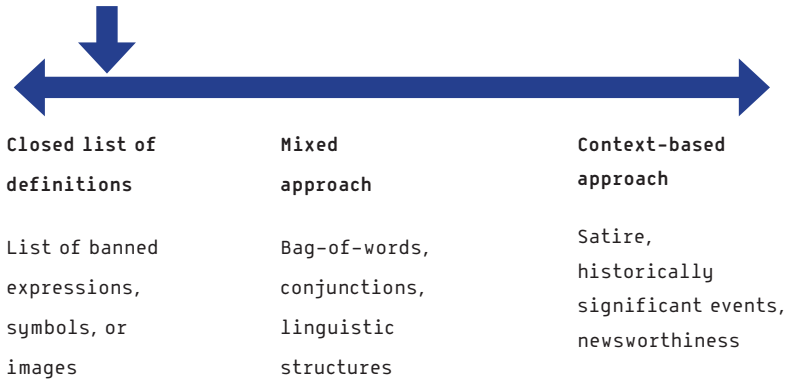 Closed list of
definitions
List of banned
expressions,
symbols, or
images
Mixed
approach
Bag-of-words,
conjunctions,
linguistic
structures
Context-based
approach
Satire,
historically
significant events,
newsworthiness